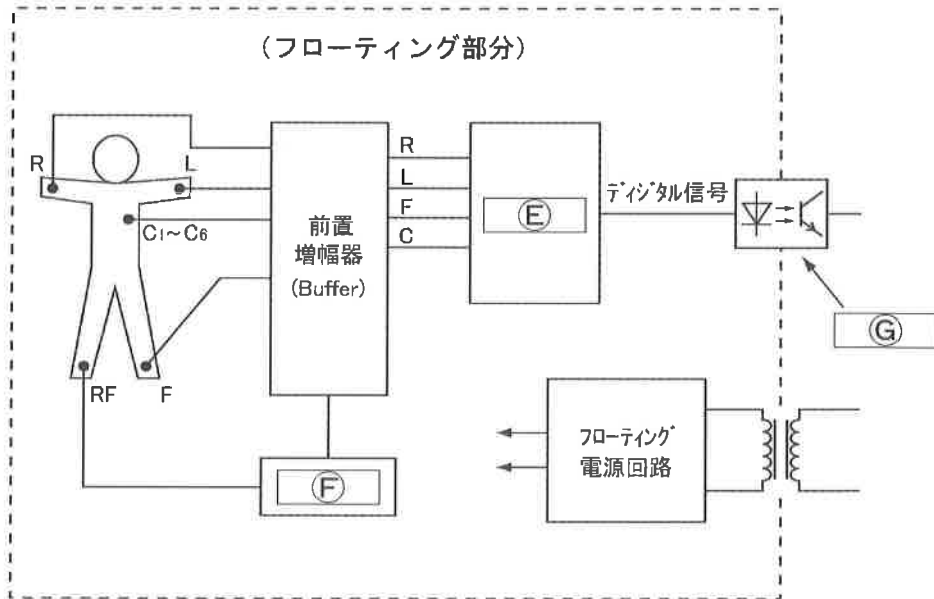 (フローティング部分)
R
L
C1~C6
RF
F
前置
増幅器
(Buffer)
R
L
F
C
Ⓔ
ディジタル信号
Ⓖ
Ⓕ
フローティング
電源回路